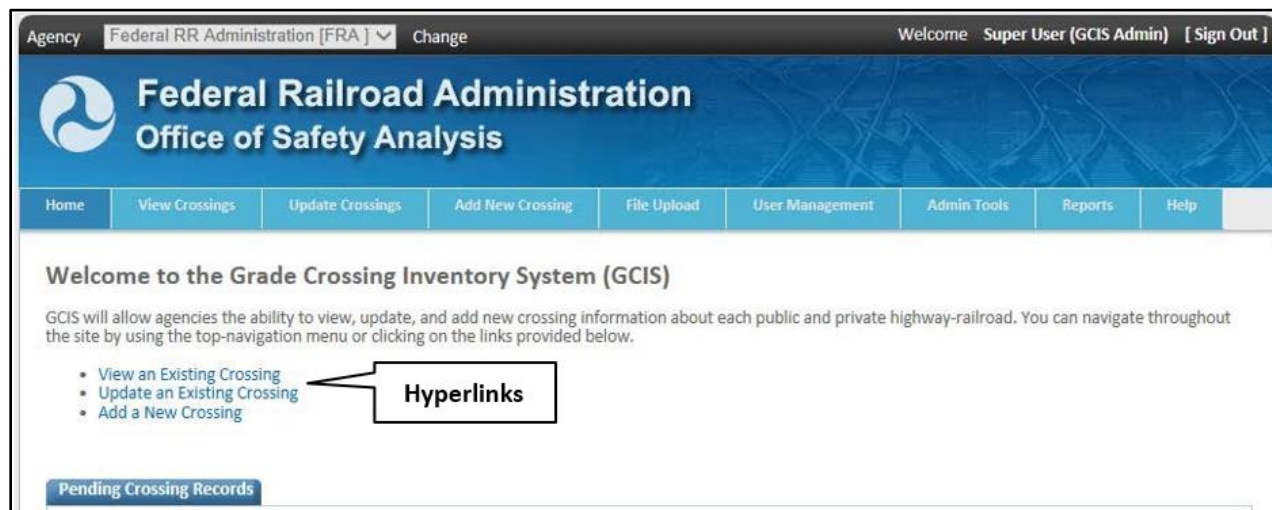 Agency Federal RR Administration [FRA ] Change Welcome Super User (GCIS Admin) [ Sign Out ]
Federal Railroad Administration
Office of Safety Analysis
Home View Crossings Update Crossings Add New Crossing File Upload User Management Admin Tools Reports Help
Welcome to the Grade Crossing Inventory System (GCIS)
GCIS will allow agencies the ability to view, update, and add new crossing information about each public and private highway-railroad. You can navigate throughout
the site by using the top-navigation menu or clicking on the links provided below.
• View an Existing Crossing
• Update an Existing Crossing
• Add a New Crossing
Hyperlinks
Pending Crossing Records